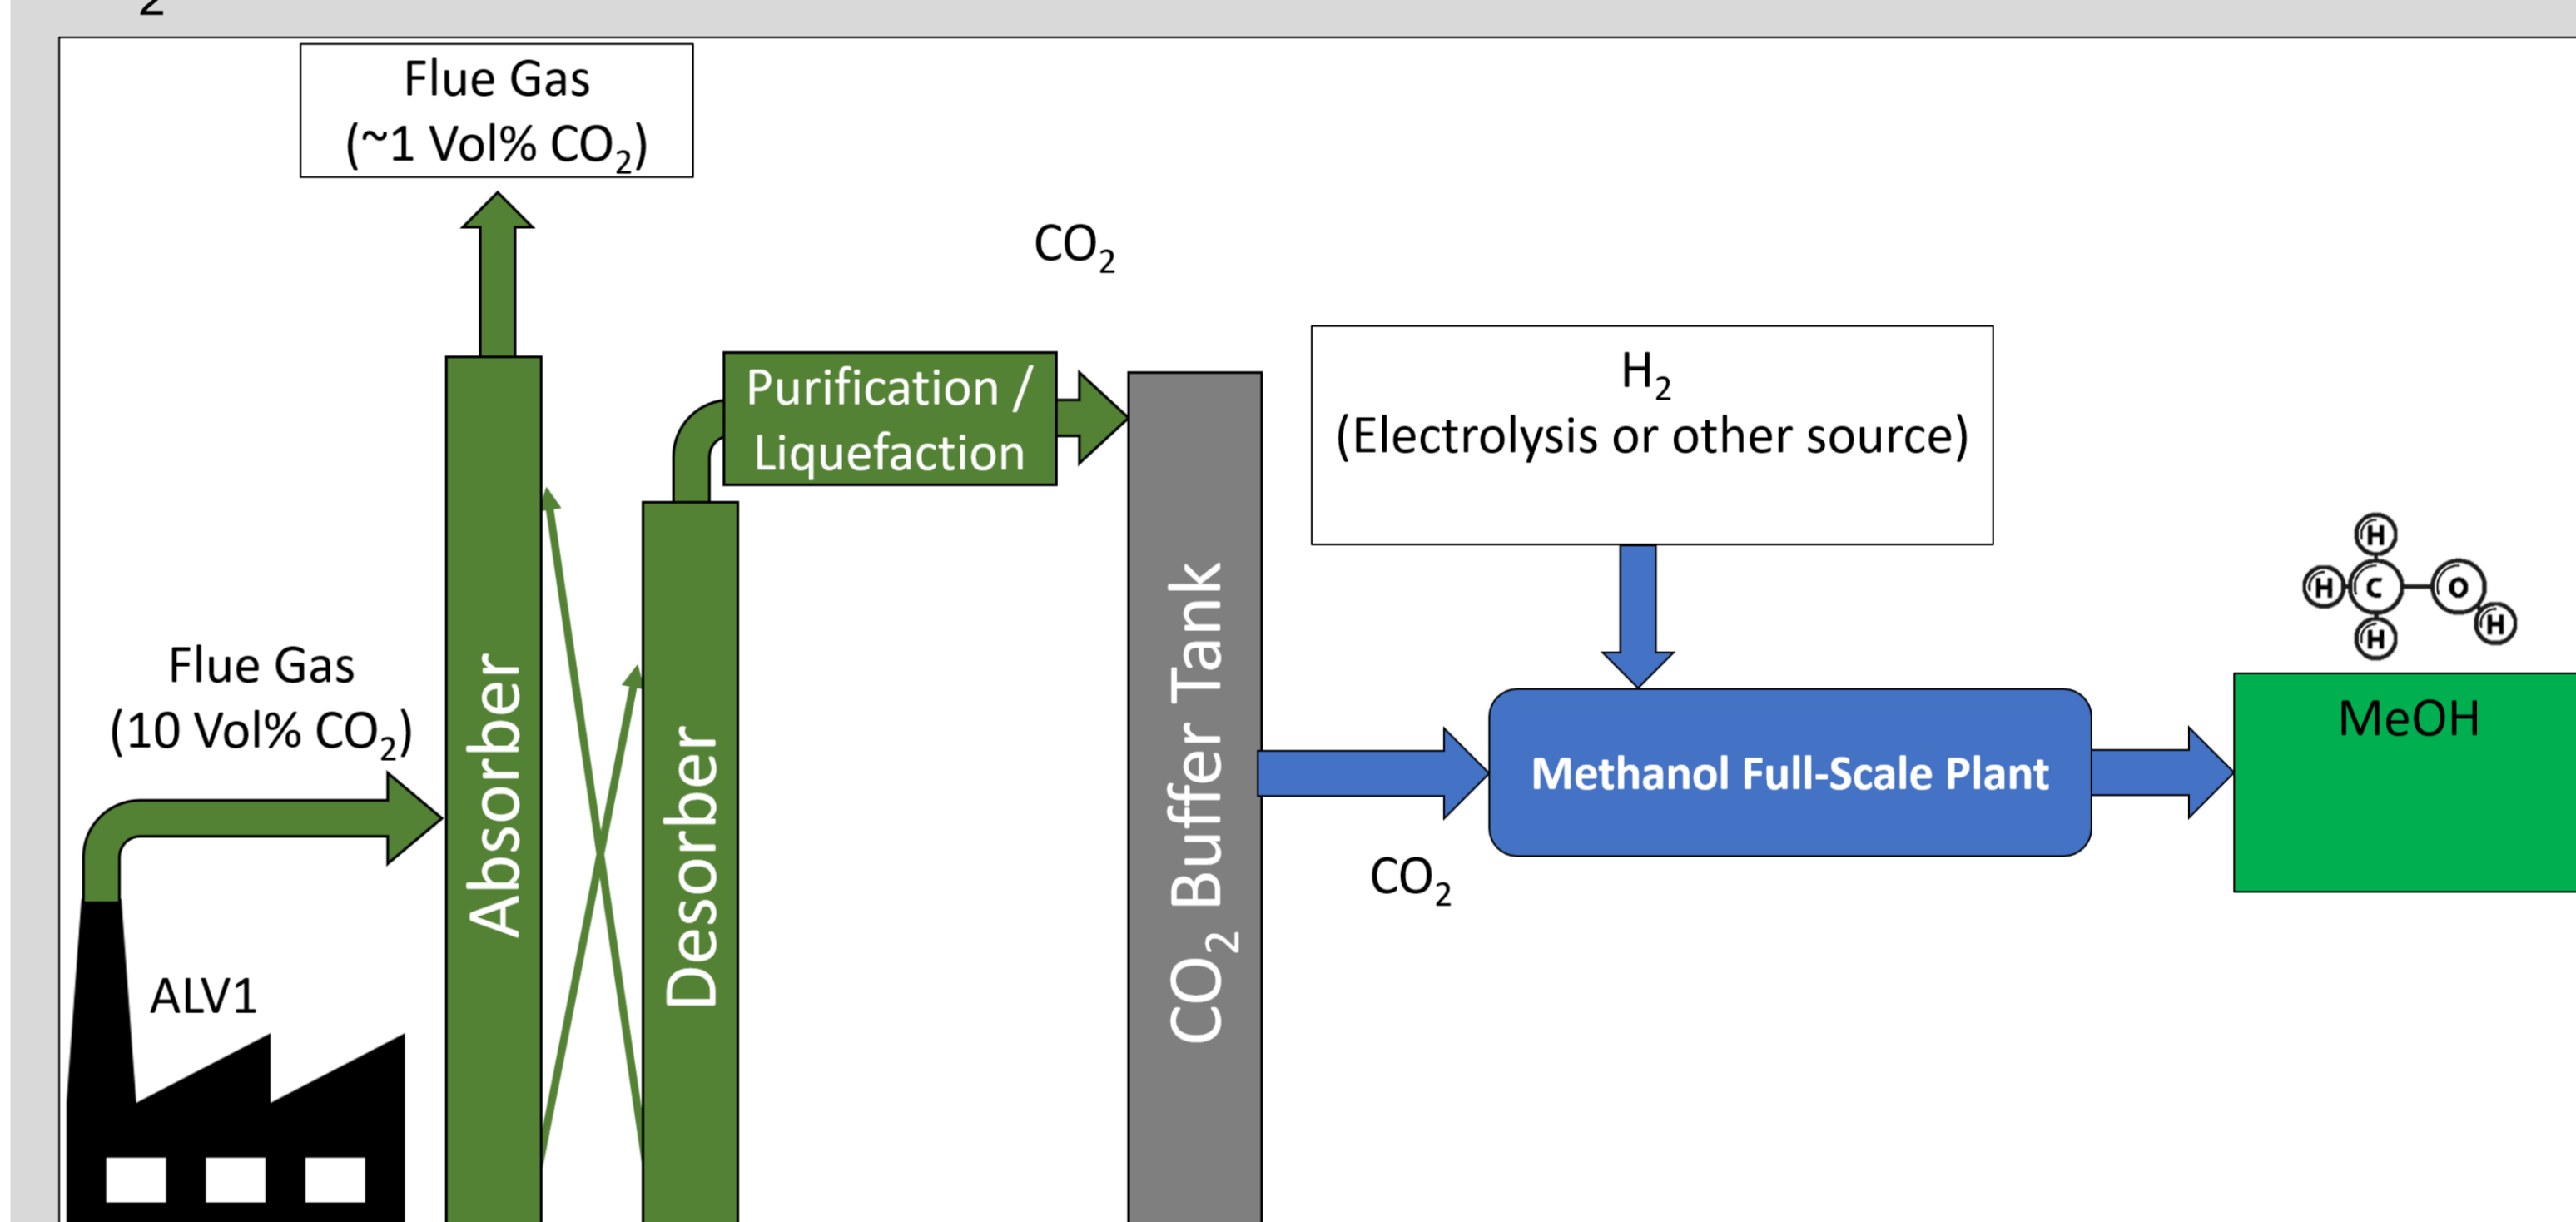 2
Flue Gas
(~1 Vol% CO₂)
CO₂
Purification /
Liquefaction
H₂
(Electrolysis or other source)
Flue Gas
(10 Vol% CO₂)
Absorber
Desorber
CO₂ Buffer Tank
H
H C O
H
H
MeOH
Methanol Full-Scale Plant
CO₂
ALV1